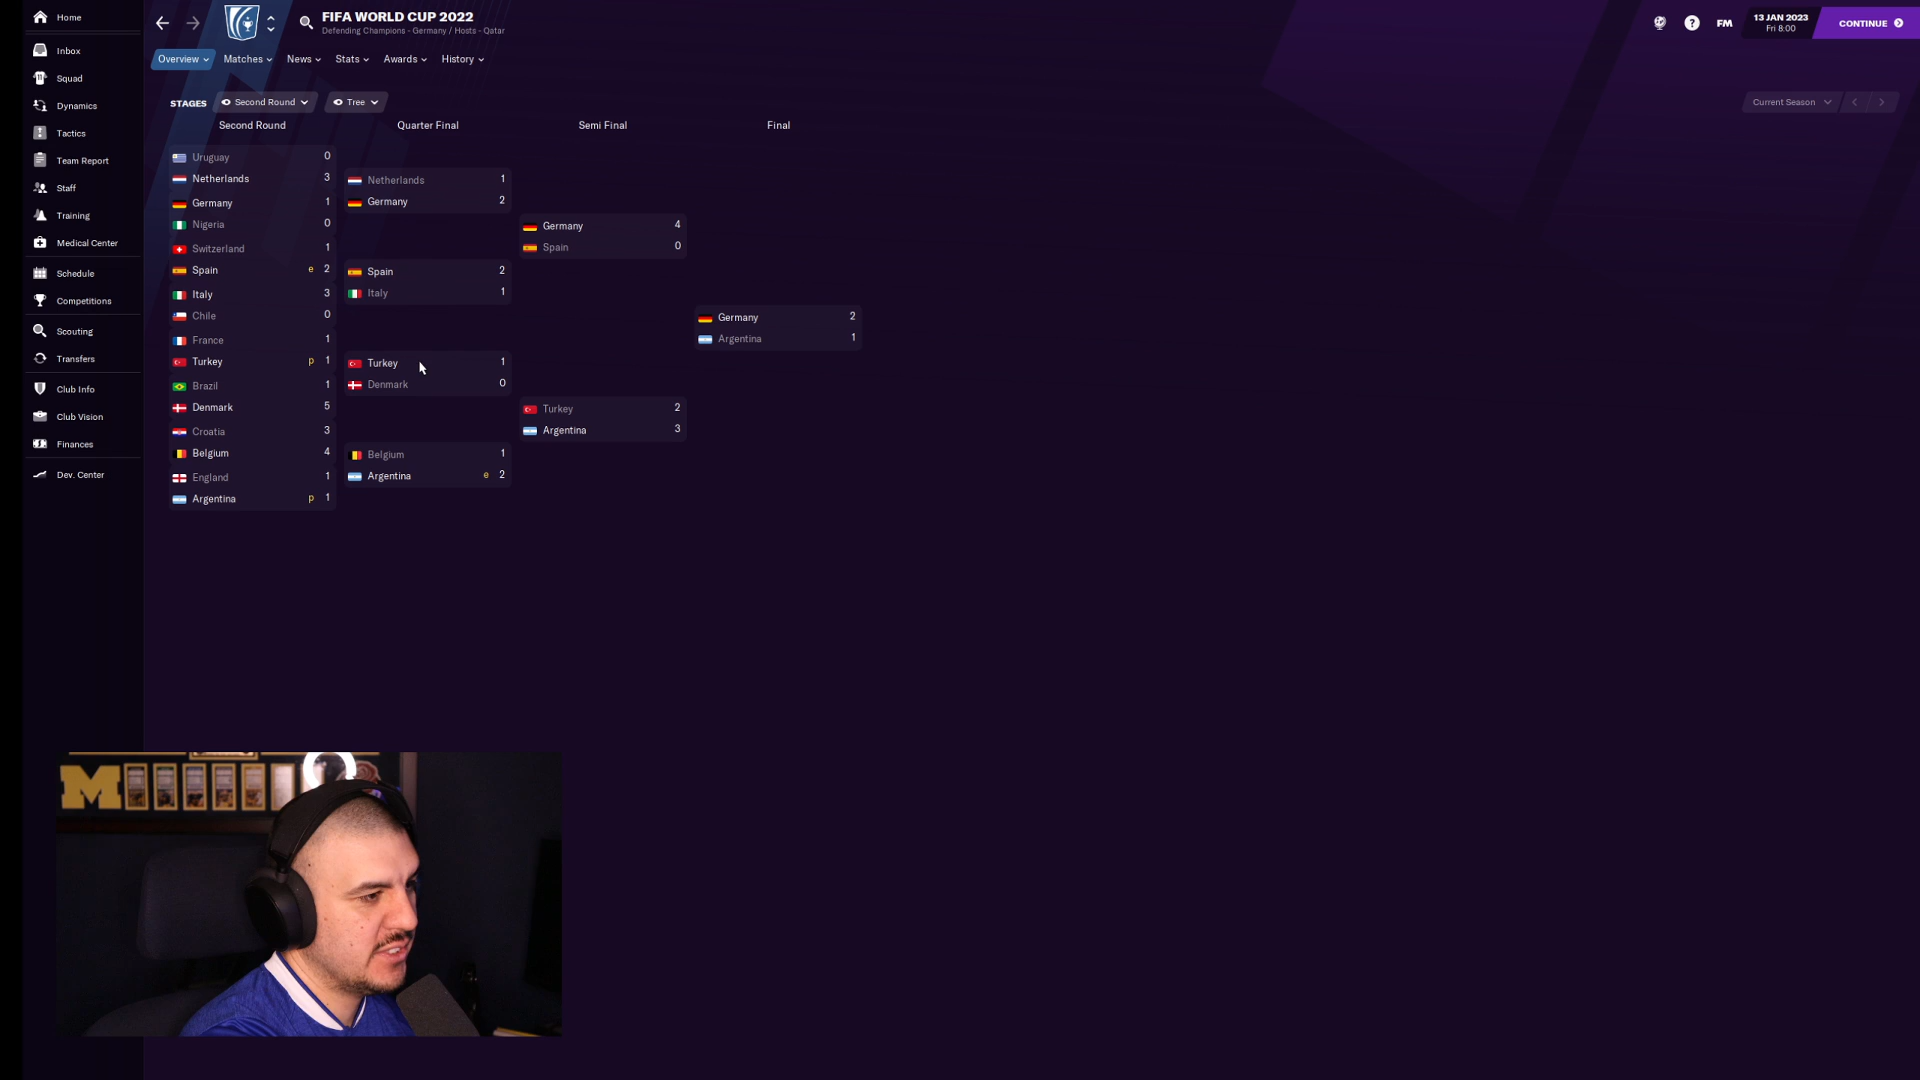 Home
Inbox
Squad
Dynamics
Tactics
Team Report
Staff
Training
Medical Center
Schedule
Competitions
Scouting
Transfers
Club Info
Club Vision
Finances
Dev. Center
FIFA WORLD CUP 2022
Defending Champions - Germany / Hosts - Qatar
FM
13 JAN 2023
Fri 8:00
CONTINUE
Overview Matches News Stats Awards History
STAGES Second Round Tree
Current Season
Second Round Quarter Final Semi Final Final
Uruguay 0
Netherlands 3
Germany 1
Nigeria 0
Switzerland 1
Spain e 2
Italy 3
Chile 0
France 1
Turkey p 1
Brazil 1
Denmark 5
Croatia 3
Belgium 4
England 1
Argentina p 1
Netherlands 1
Germany 2
Spain 2
Italy 1
Turkey 1
Denmark 0
Belgium 1
Argentina e 2
Germany 4
Spain 0
Turkey 2
Argentina 3
Germany 2
Argentina 1
M